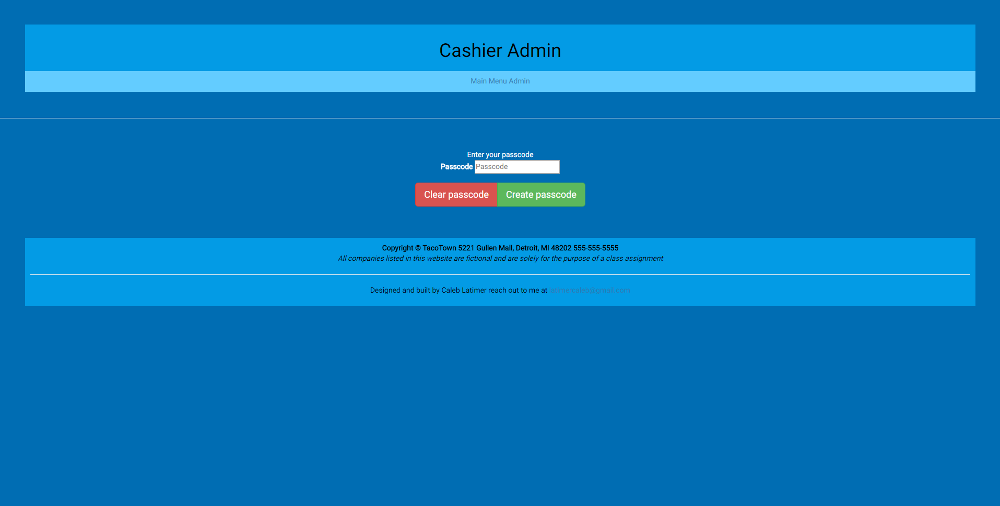 Cashier Admin
Main Menu Admin
Enter your passcode
Passcode Passcode
Clear passcode Create passcode
Copyright © TacoTown 5221 Gullen Mall, Detroit, MI 48202 555-555-5555
All companies listed in this website are fictional and are solely for the purpose of a class assignment
Designed and built by Caleb Latimer reach out to me at latimercaleb@gmail.com